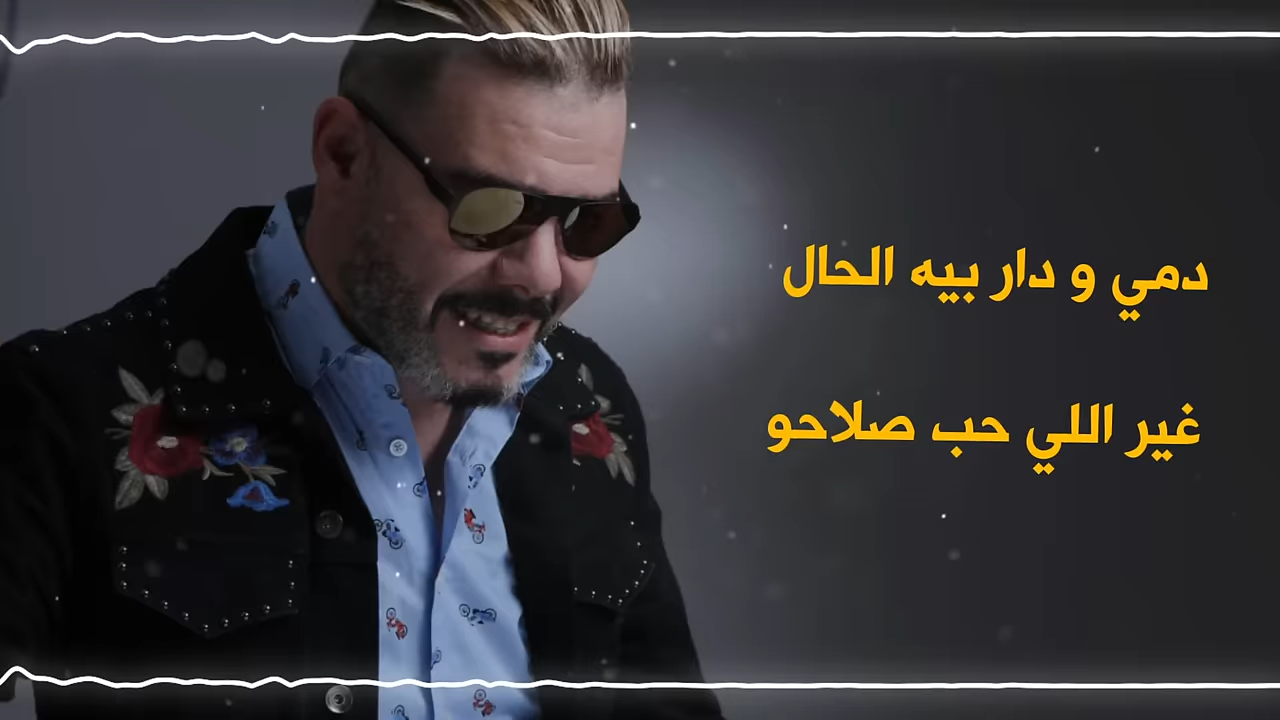 دمي و دار بيه الحال
غير اللي حب صلاحو